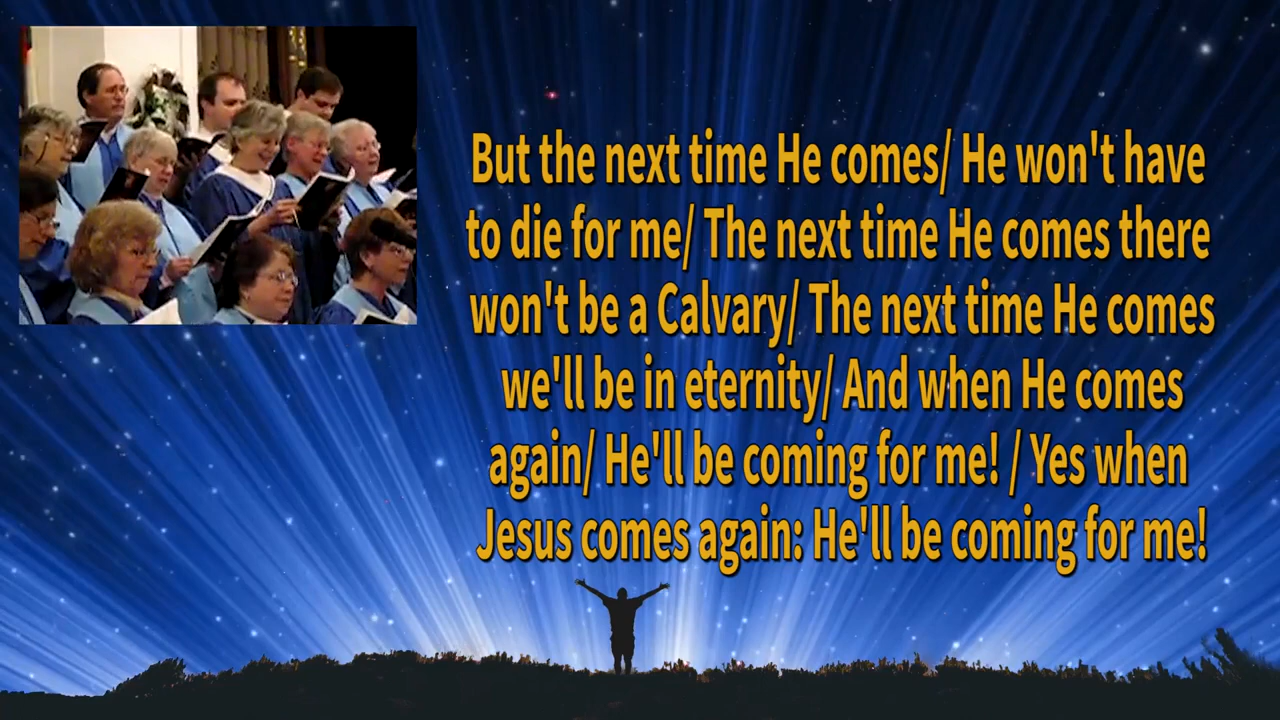 But the next time He comes/ He won't have
to die for me/ The next time He comes there
won't be a Calvary/ The next time He comes
we'll be in eternity/ And when He comes
again/ He'll be coming for me! / Yes when
Jesus comes again: He'll be coming for me!